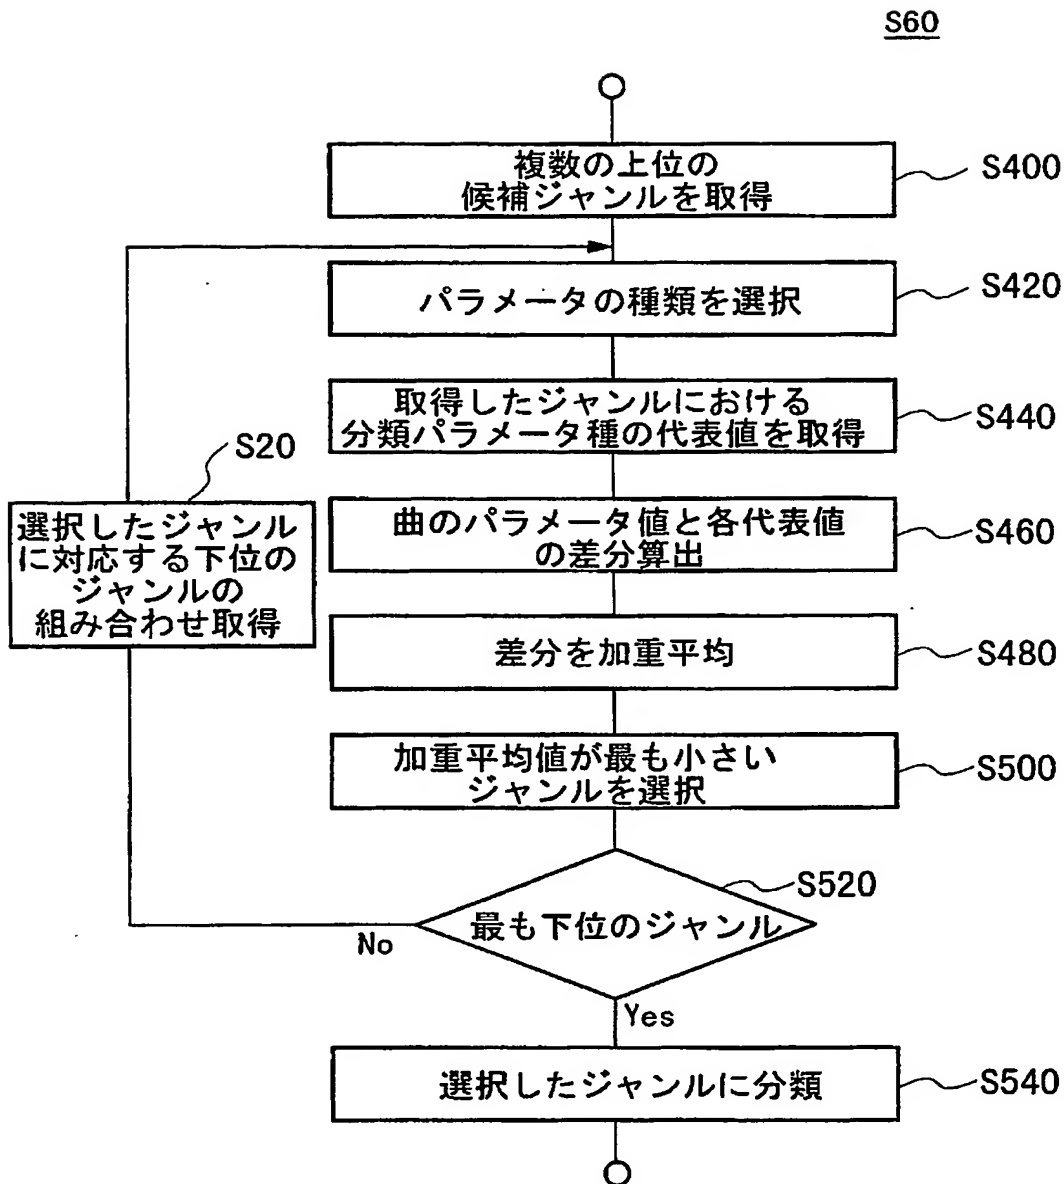 S60
複数の上位の
候補ジャンルを取得
S400
パラメータの種類を選択
S420
取得したジャンルにおける
分類パラメータ種の代表値を取得
S440
S20
選択したジャンル
に対応する下位の
ジャンルの
組み合わせ取得
曲のパラメータ値と各代表値
の差分算出
S460
差分を加重平均
S480
加重平均値が最も小さい
ジャンルを選択
S500
S520
最も下位のジャンル
No
Yes
選択したジャンルに分類
S540